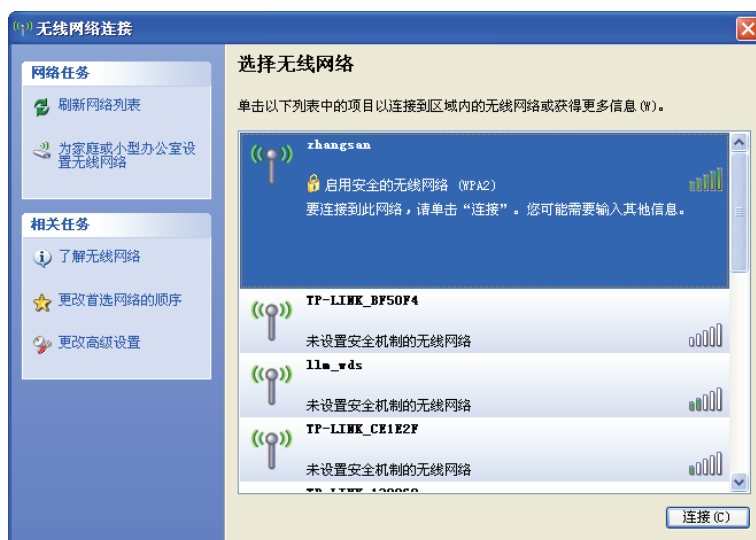 无线网络连接
网络任务
刷新网络列表
为家庭或小型办公室设
置无线网络
相关任务
了解无线网络
更改首选网络的顺序
更改高级设置
选择无线网络
单击以下列表中的项目以连接到区域内的无线网络或获得更多信息(W)。
zhangsan
启用安全的无线网络 (WPA2)
要连接到此网络，请单击“连接”。您可能需要输入其他信息。
TP-LINK_BF50F4
未设置安全机制的无线网络
llm_wds
未设置安全机制的无线网络
TP-LINK_CE1E2F
未设置安全机制的无线网络
连接(C)